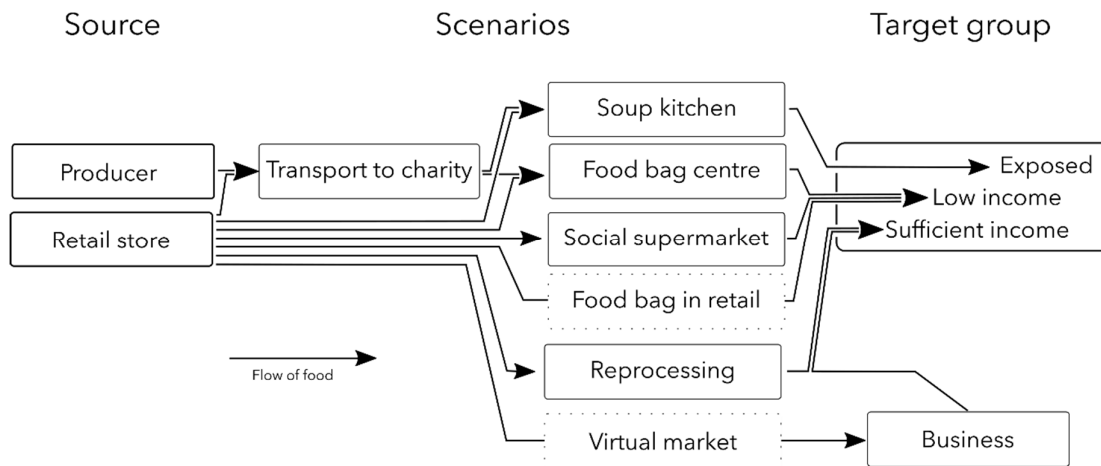 Source
Scenarios
Target group
Soup kitchen
Producer
Transport to charity
Food bag centre
Exposed
Low income
Retail store
Social supermarket
Sufficient income
Food bag in retail
Flow of food
Reprocessing
Virtual market
Business